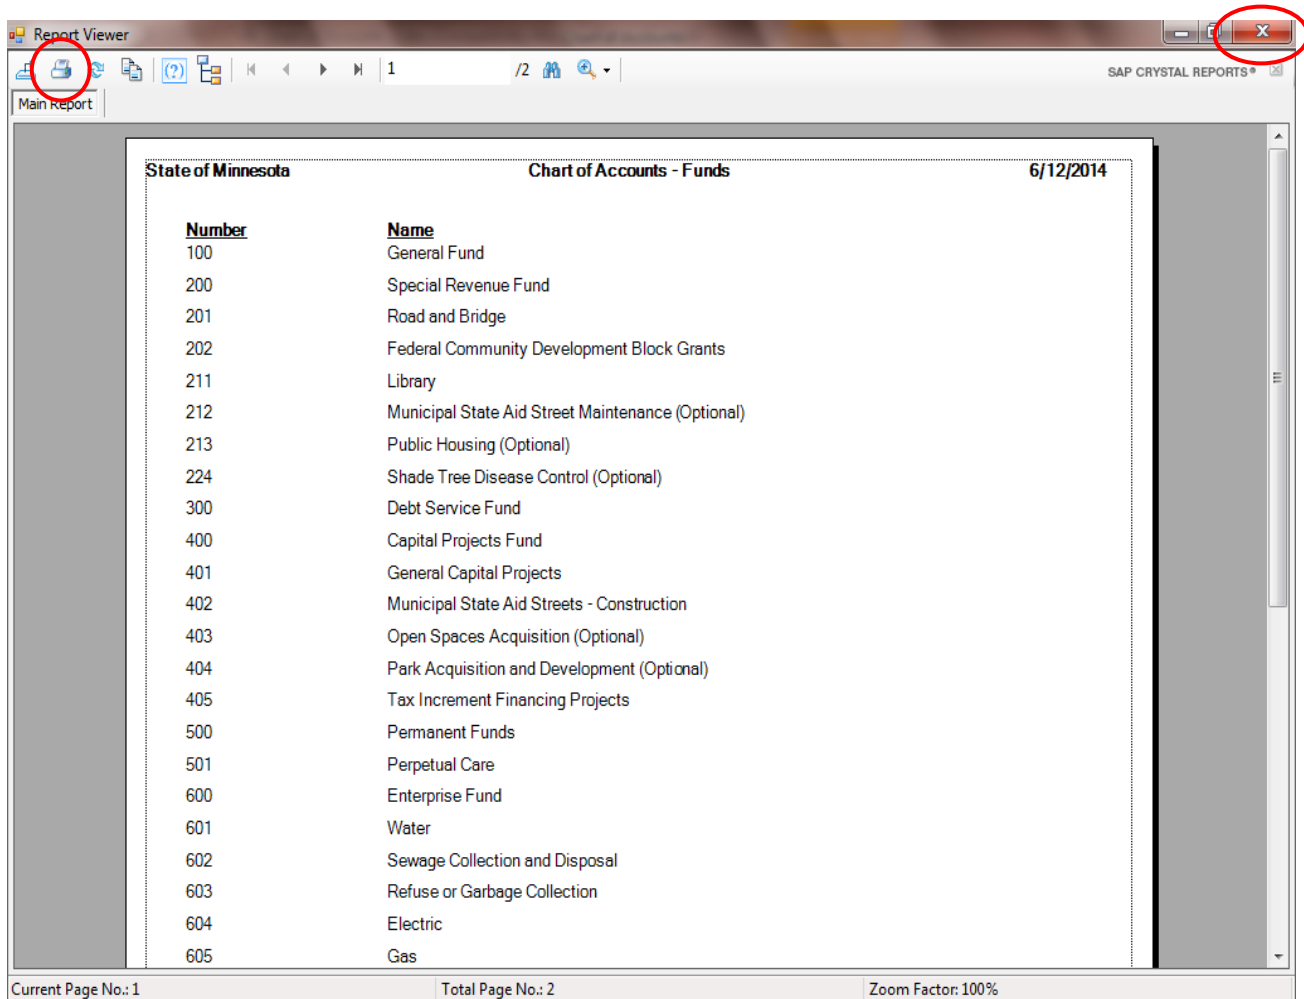 Report Viewer
1 /2 SAP CRYSTAL REPORTS®
Main Report
State of Minnesota Chart of Accounts - Funds 6/12/2014
Number Name
100 General Fund
200 Special Revenue Fund
201 Road and Bridge
202 Federal Community Development Block Grants
211 Library
212 Municipal State Aid Street Maintenance (Optional)
213 Public Housing (Optional)
224 Shade Tree Disease Control (Optional)
300 Debt Service Fund
400 Capital Projects Fund
401 General Capital Projects
402 Municipal State Aid Streets - Construction
403 Open Spaces Acquisition (Optional)
404 Park Acquisition and Development (Optional)
405 Tax Increment Financing Projects
500 Permanent Funds
501 Perpetual Care
600 Enterprise Fund
601 Water
602 Sewage Collection and Disposal
603 Refuse or Garbage Collection
604 Electric
605 Gas
Current Page No.: 1 Total Page No.: 2 Zoom Factor: 100%